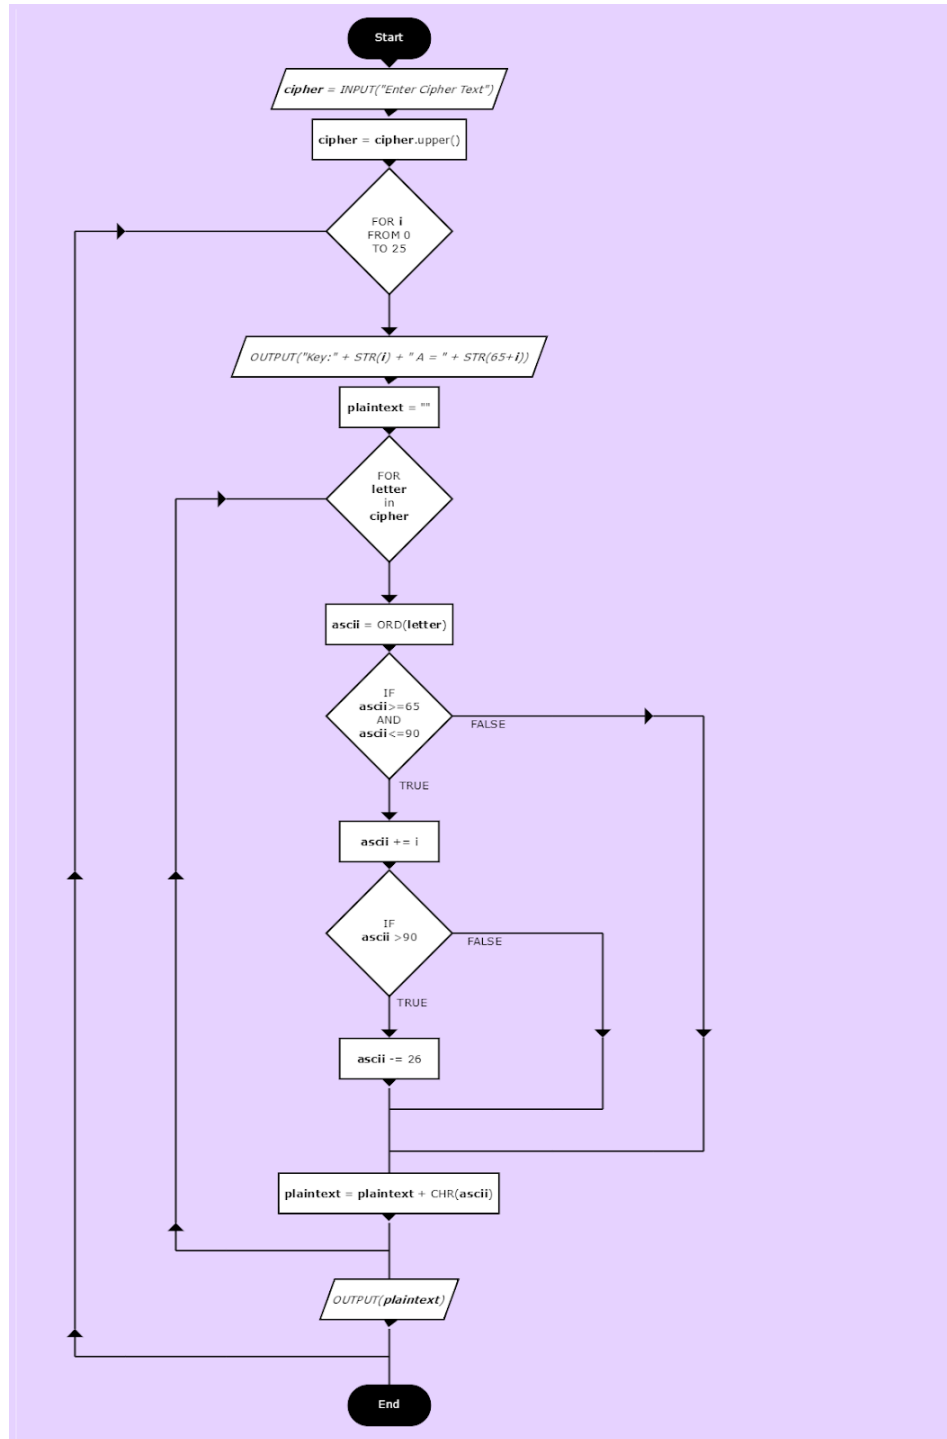 Start
cipher = INPUT("Enter Cipher Text")
cipher = cipher.upper()
FOR i
FROM 0
TO 25
OUTPUT("Key:" + STR(i) + " A = " + STR(65+i))
plaintext = ""
FOR
letter
in
cipher
ascii = ORD(letter)
IF
ascii>=65
AND
ascii<=90
FALSE
TRUE
ascii += i
IF
ascii >90
FALSE
TRUE
ascii -= 26
plaintext = plaintext + CHR(ascii)
OUTPUT(plaintext)
End